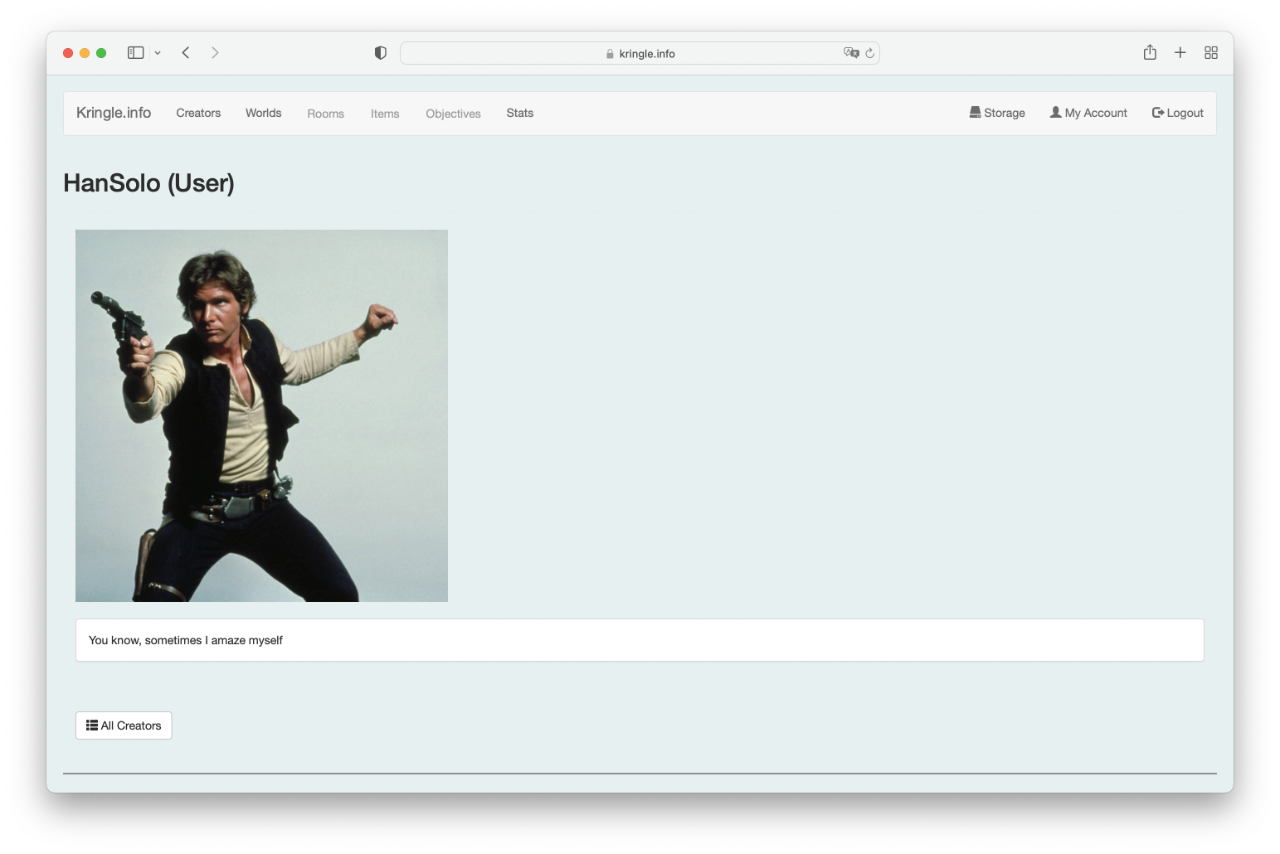 kringle.info
Kringle.info Creators Worlds Rooms Items Objectives Stats Storage My Account Logout
HanSolo (User)
You know, sometimes I amaze myself
All Creators